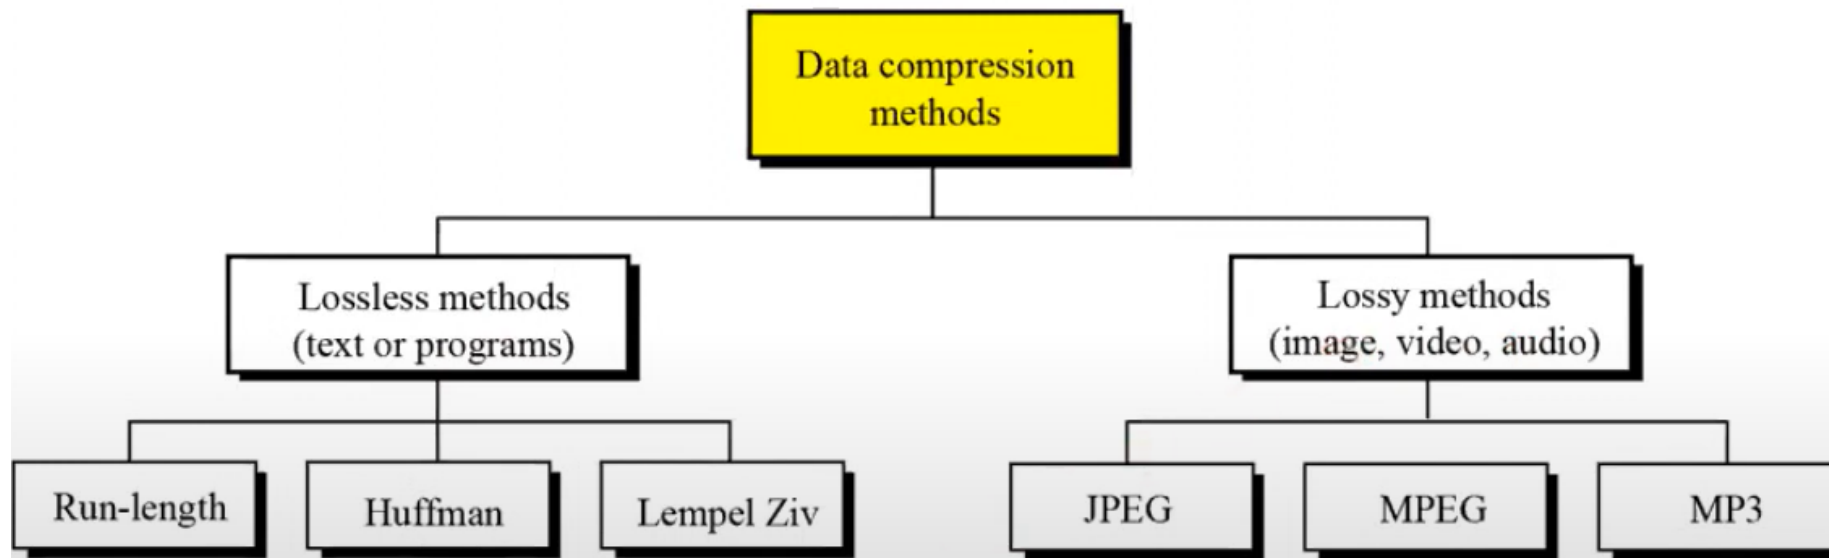 Data compression
methods
Lossless methods
(text or programs)
Lossy methods
(image, video, audio)
Run-length
Huffman
Lempel Ziv
JPEG
MPEG
MP3